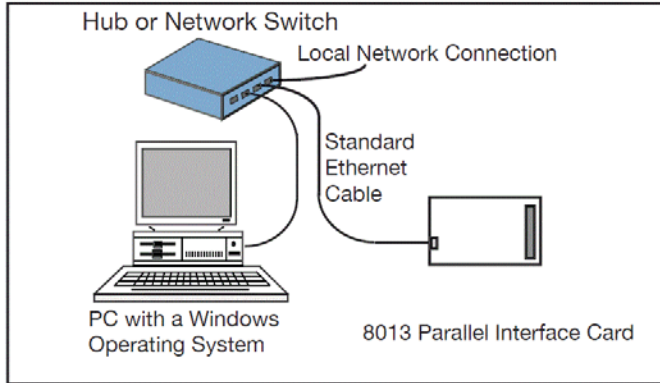 Hub or Network Switch
Local Network Connection
Standard
Ethernet
Cable
PC with a Windows
Operating System
8013 Parallel Interface Card